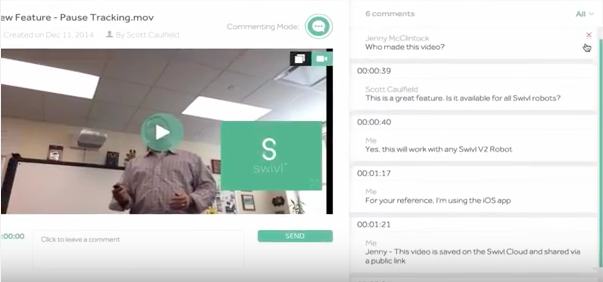 ew Feature - Pause Tracking.mov
Created on Dec 11, 2014
By Scott Caulfield
Commenting Mode:
S
swivl
:00:00
Click to leave a comment
SEND
6 comments
All
Jenny McClintock
Who made this video?
00:00:39
Scott Caulfield
This is a great feature. Is it available for all Swivl robots?
00:00:40
Me
Yes, this will work with any Swivl V2 Robot
00:01:17
Me
For your reference, I'm using the iOS app
00:01:21
Me
Jenny - This video is saved on the Swivl Cloud and shared via
a public link